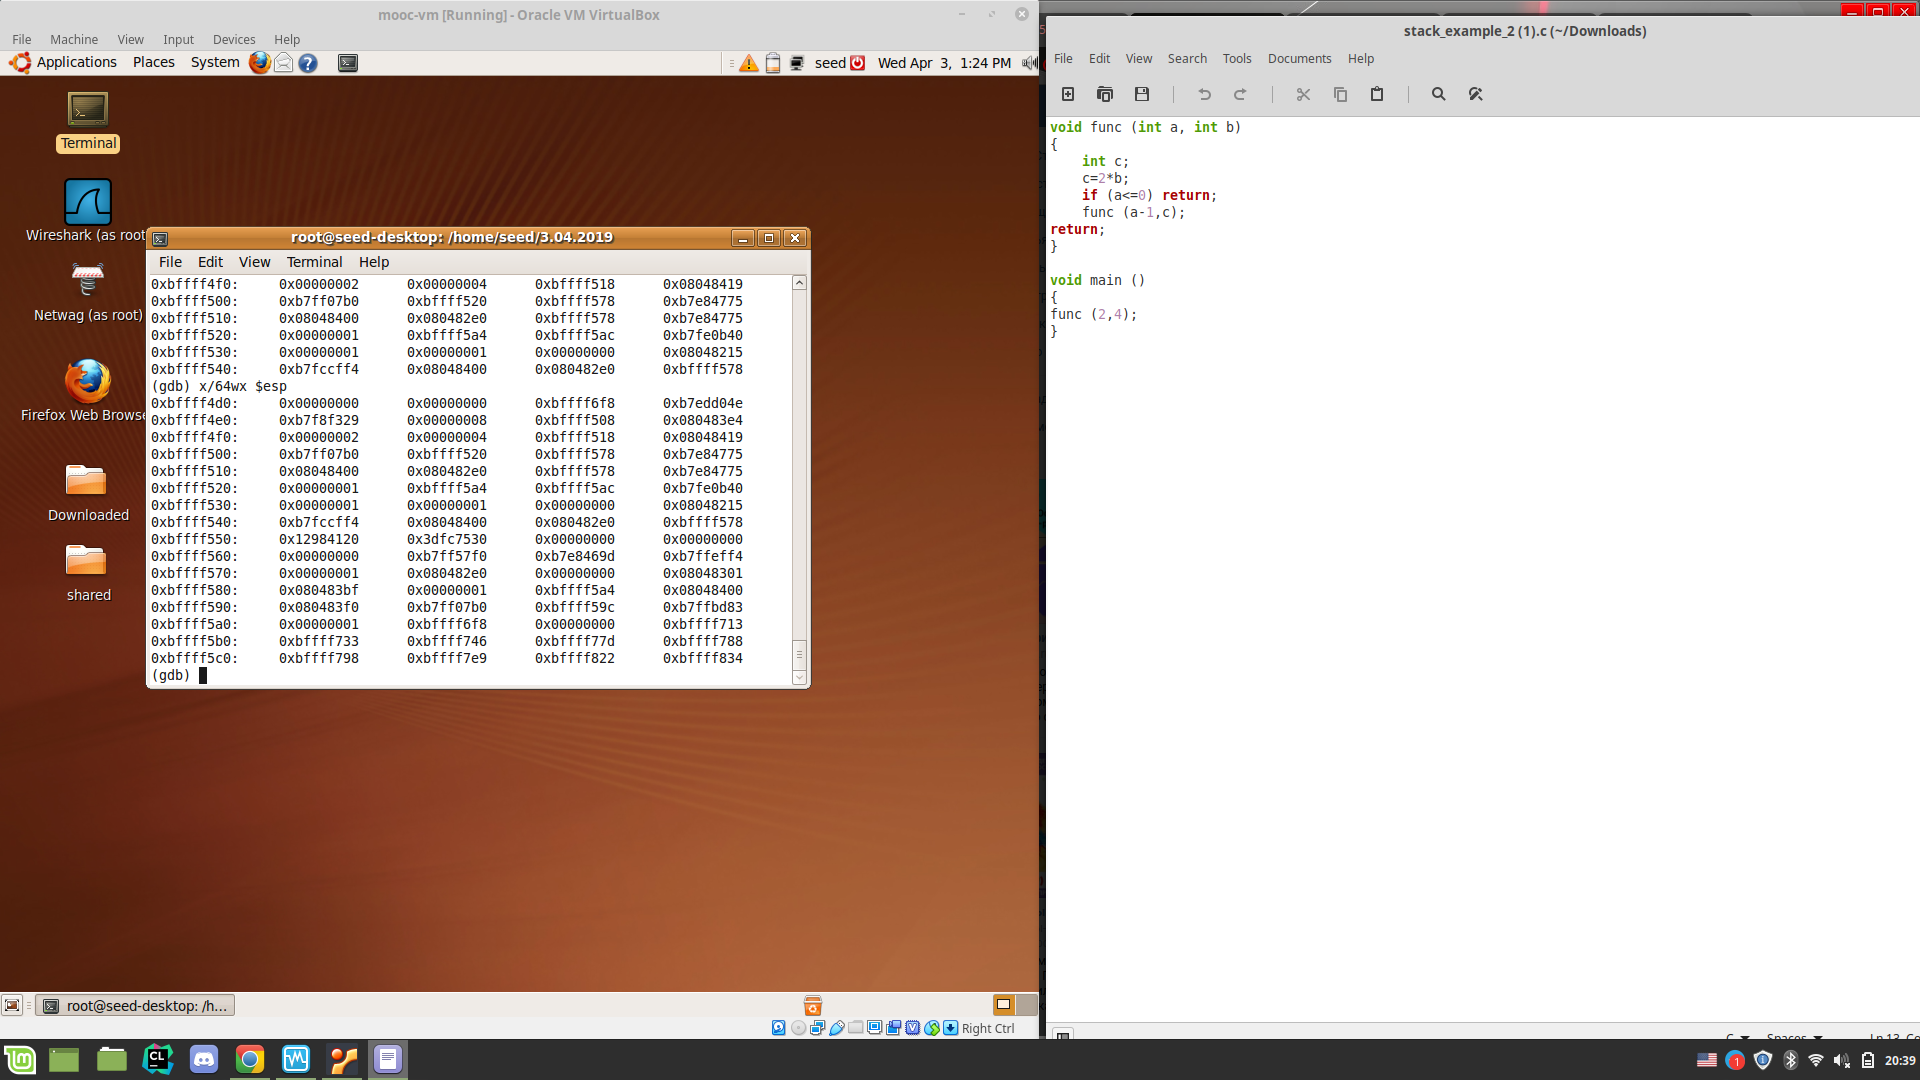 mooc-vm [Running] - Oracle VM VirtualBox
File Machine View Input Devices Help
Applications Places System seed Wed Apr 3, 1:24 PM
Terminal
Wireshark (as root
Netwag (as root)
Firefox Web Browse
Downloaded
shared
root@seed-desktop: /home/seed/3.04.2019
File Edit View Terminal Help
0xbffff4f0: 0x00000002 0x00000004 0xbffff518 0x08048419
0xbffff500: 0xb7ff07b0 0xbffff520 0xbffff578 0xb7e84775
0xbffff510: 0x08048400 0x080482e0 0xbffff578 0xb7e84775
0xbffff520: 0x00000001 0xbffff5a4 0xbffff5ac 0xb7fe0b40
0xbffff530: 0x00000001 0x00000001 0x00000000 0x08048215
0xbffff540: 0xb7fccff4 0x08048400 0x080482e0 0xbffff578
(gdb) x/64wx $esp
0xbffff4d0: 0x00000000 0x00000000 0xbffff6f8 0xb7edd04e
0xbffff4e0: 0xb7f8f329 0x00000008 0xbffff508 0x080483e4
0xbffff4f0: 0x00000002 0x00000004 0xbffff518 0x08048419
0xbffff500: 0xb7ff07b0 0xbffff520 0xbffff578 0xb7e84775
0xbffff510: 0x08048400 0x080482e0 0xbffff578 0xb7e84775
0xbffff520: 0x00000001 0xbffff5a4 0xbffff5ac 0xb7fe0b40
0xbffff530: 0x00000001 0x00000001 0x00000000 0x08048215
0xbffff540: 0xb7fccff4 0x08048400 0x080482e0 0xbffff578
0xbffff550: 0x12984120 0x3dfc7530 0x00000000 0x00000000
0xbffff560: 0x00000000 0xb7ff57f0 0xb7e8469d 0xb7ffeff4
0xbffff570: 0x00000001 0x080482e0 0x00000000 0x08048301
0xbffff580: 0x080483bf 0x00000001 0xbffff5a4 0x08048400
0xbffff590: 0x080483f0 0xb7ff07b0 0xbffff59c 0xb7ffbd83
0xbffff5a0: 0x00000001 0xbffff6f8 0x00000000 0xbffff713
0xbffff5b0: 0xbffff733 0xbffff746 0xbffff77d 0xbffff788
0xbffff5c0: 0xbffff798 0xbffff7e9 0xbffff822 0xbffff834
(gdb)
root@seed-desktop: /h...
Right Ctrl
stack_example_2 (1).c (~/Downloads)
File Edit View Search Tools Documents Help
void func (int a, int b)
{
int c;
c=2*b;
if (a<=0) return;
func (a-1,c);
return;
}
void main ()
{
func (2,4);
}
CL
1
20:39